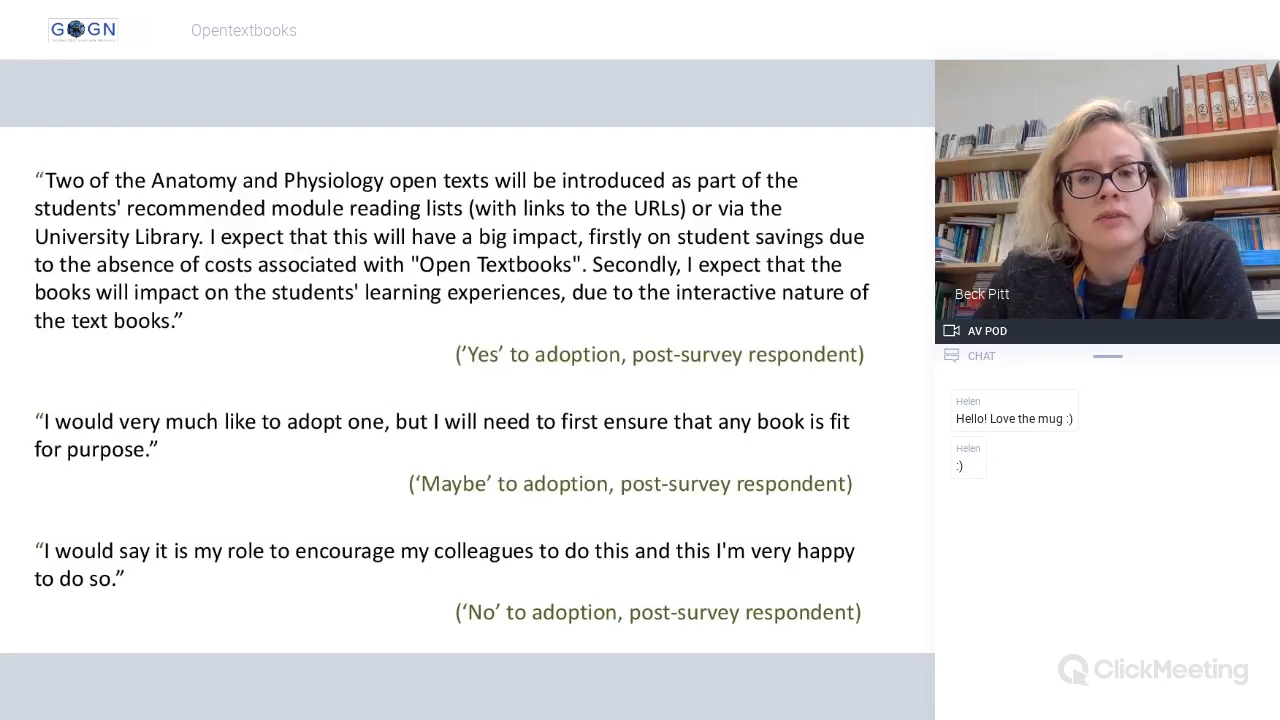 GOGN
Opentextbooks
“Two of the Anatomy and Physiology open texts will be introduced as part of the
students' recommended module reading lists (with links to the URLs) or via the
University Library. I expect that this will have a big impact, firstly on student savings due
to the absence of costs associated with "Open Textbooks". Secondly, I expect that the
books will impact on the students' learning experiences, due to the interactive nature of
the text books.”
(’Yes’ to adoption, post-survey respondent)
“I would very much like to adopt one, but I will need to first ensure that any book is fit
for purpose.”
(‘Maybe’ to adoption, post-survey respondent)
“I would say it is my role to encourage my colleagues to do this and this I'm very happy
to do so.”
(‘No’ to adoption, post-survey respondent)
Beck Pitt
AV POD
CHAT
Helen
Hello! Love the mug :)
Helen
:)
ClickMeeting